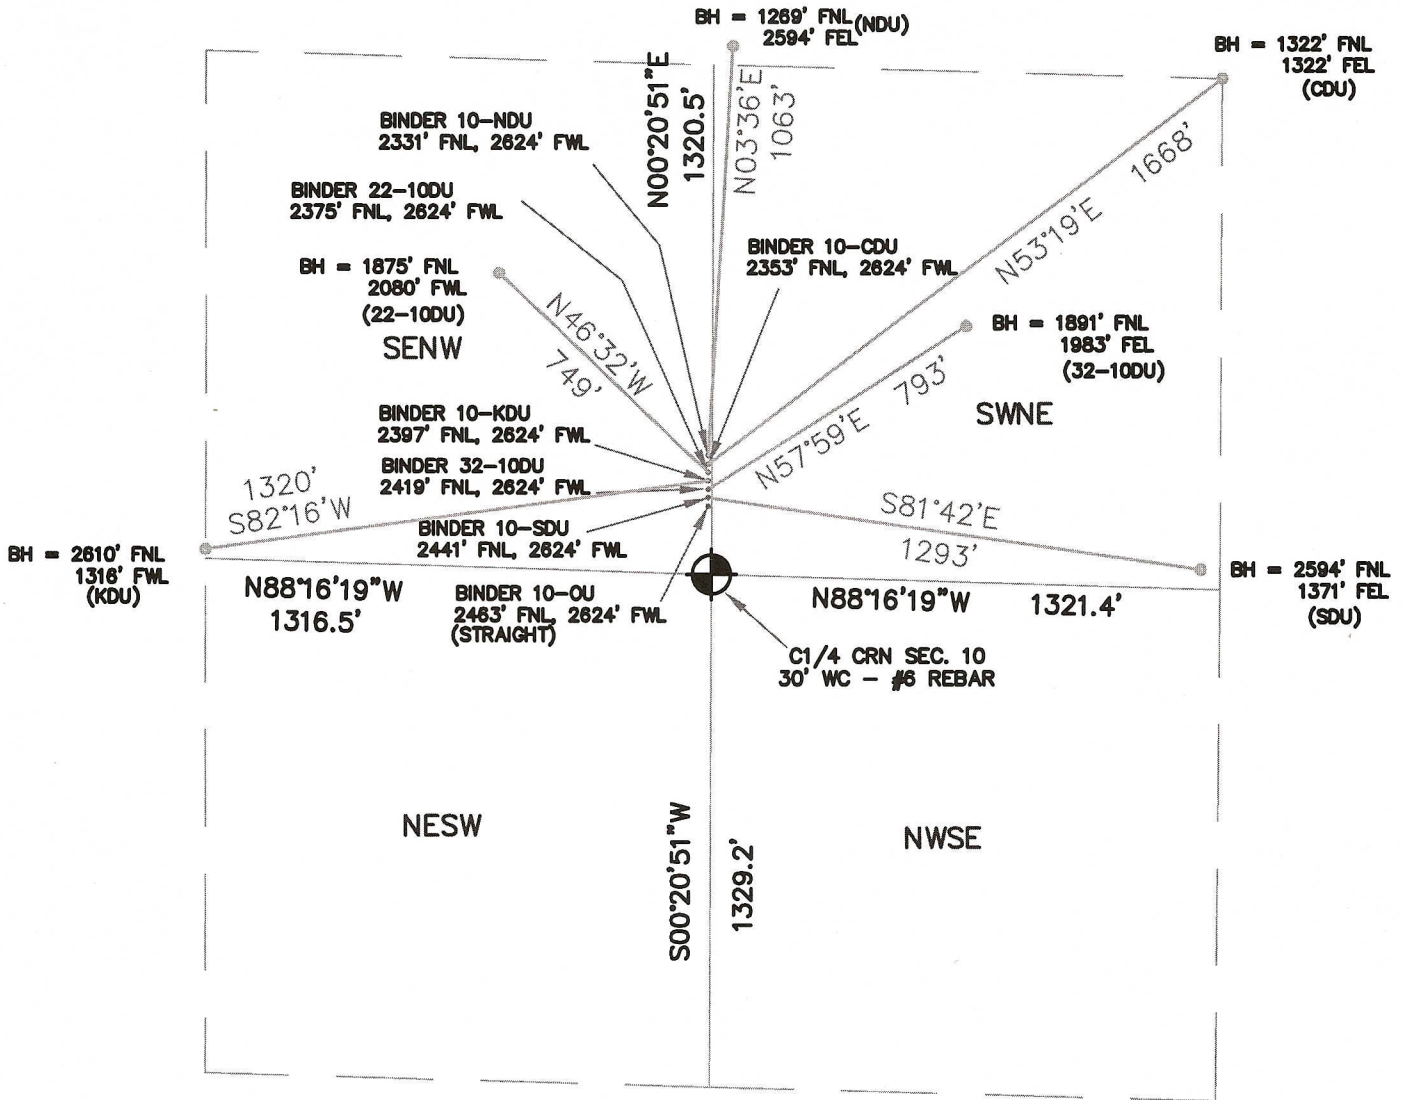 BH = 1269' FNL (NDU)
2594' FEL
BH = 1322' FNL
1322' FEL
(CDU)
N00°20'51"E
1320.5'
N03°36'E
1063'
BINDER 10-NDU
2331' FNL, 2624' FWL
1668'
N53°19'E
BINDER 22-10DU
2375' FNL, 2624' FWL
BINDER 10-CDU
2353' FNL, 2624' FWL
BH = 1875' FNL
2080' FWL
(22-10DU)
N46°32'W
749'
BH = 1891' FNL
1983' FEL
(32-10DU)
SENW
793'
N57°59'E
SWNE
BINDER 10-KDU
2397' FNL, 2624' FWL
BINDER 32-10DU
2419' FNL, 2624' FWL
1320'
S82°16'W
S81°42'E
1293'
BINDER 10-SDU
2441' FNL, 2624' FWL
BH = 2610' FNL
1316' FWL
(KDU)
BH = 2594' FNL
1371' FEL
(SDU)
N88°16'19"W
1316.5'
BINDER 10-OU
2463' FNL, 2624' FWL
(STRAIGHT)
N88°16'19"W 1321.4'
C1/4 CRN SEC. 10
30' WC - #6 REBAR
NESW
NWSE
S00°20'51"W
1329.2'